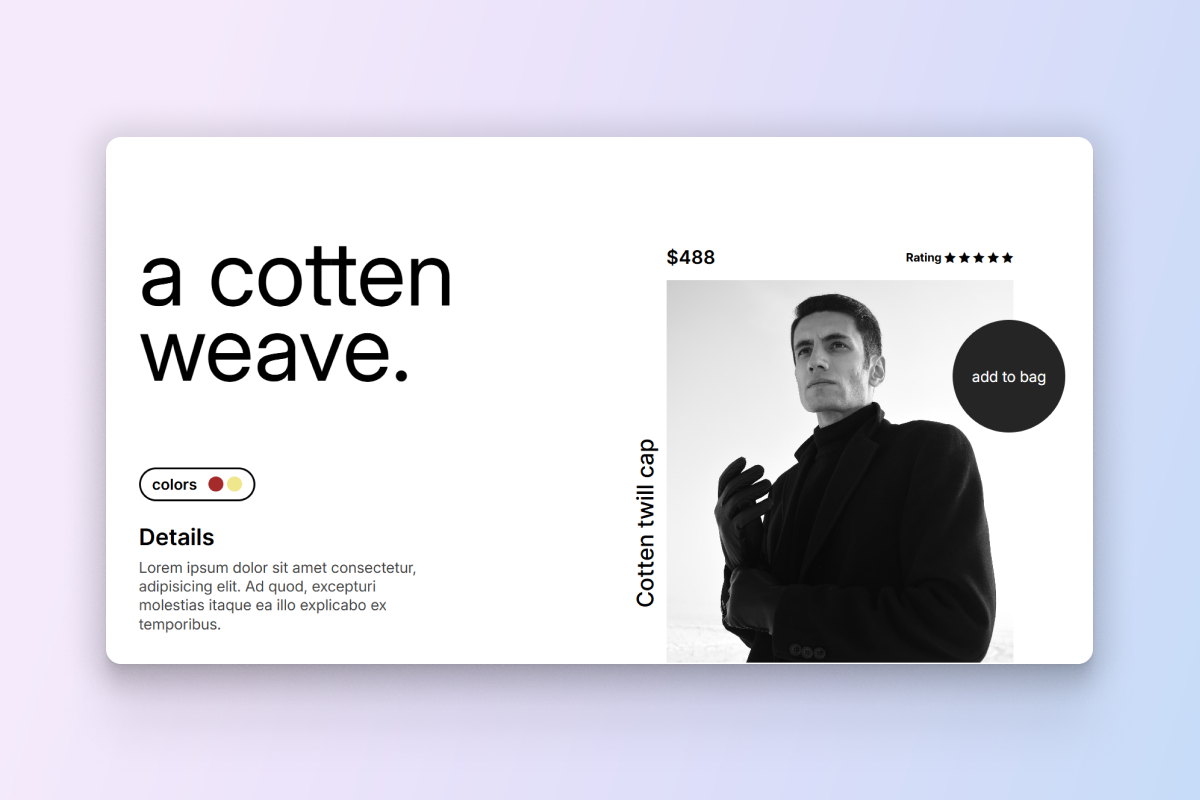 a cotten
weave.
colors
Details
Lorem ipsum dolor sit amet consectetur,
adipisicing elit. Ad quod, excepturi
molestias itaque ea illo explicabo ex
temporibus.
$488
Rating ★★★★★
Cotten twill cap
add to bag